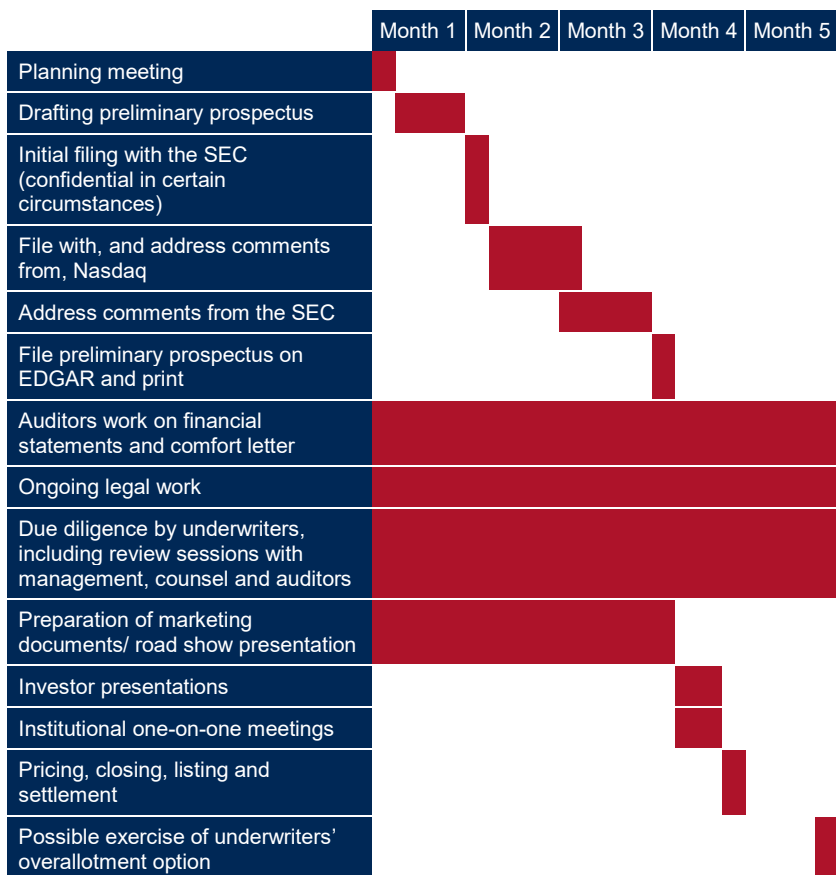 Month 1 Month 2 Month 3 Month 4 Month 5
Planning meeting
Drafting preliminary prospectus
Initial filing with the SEC
(confidential in certain
circumstances)
File with, and address comments
from, Nasdaq
Address comments from the SEC
File preliminary prospectus on
EDGAR and print
Auditors work on financial
statements and comfort letter
Ongoing legal work
Due diligence by underwriters,
including review sessions with
management, counsel and auditors
Preparation of marketing
documents/ road show presentation
Investor presentations
Institutional one-on-one meetings
Pricing, closing, listing and
settlement
Possible exercise of underwriters’
overallotment option